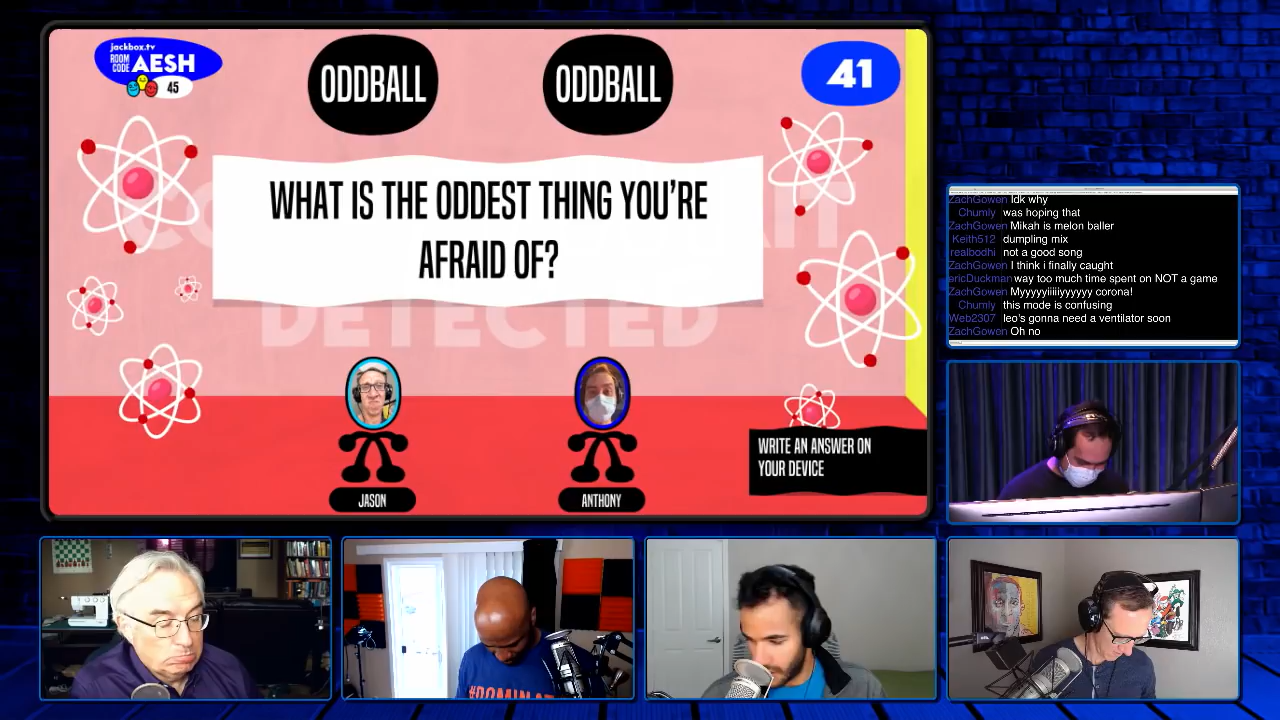 jackbox.tv
ROOM
CODE
AESH
45
ODDBALL
ODDBALL
41
WHAT IS THE ODDEST THING YOU'RE
AFRAID OF?
DETECTED
JASON
ANTHONY
WRITE AN ANSWER ON
YOUR DEVICE
ZachGowen Idk why
Chumly was hoping that
ZachGowen Mikah is melon baller
Keith512 dumpling mix
realbodhi not a good song
ZachGowen I think i finally caught
ericDuckman way too much time spent on NOT a game
ZachGowen Myyyyyiiiiiyyyyyy corona!
Chumly this mode is confusing
Web2307 leo's gonna need a ventilator soon
ZachGowen Oh no